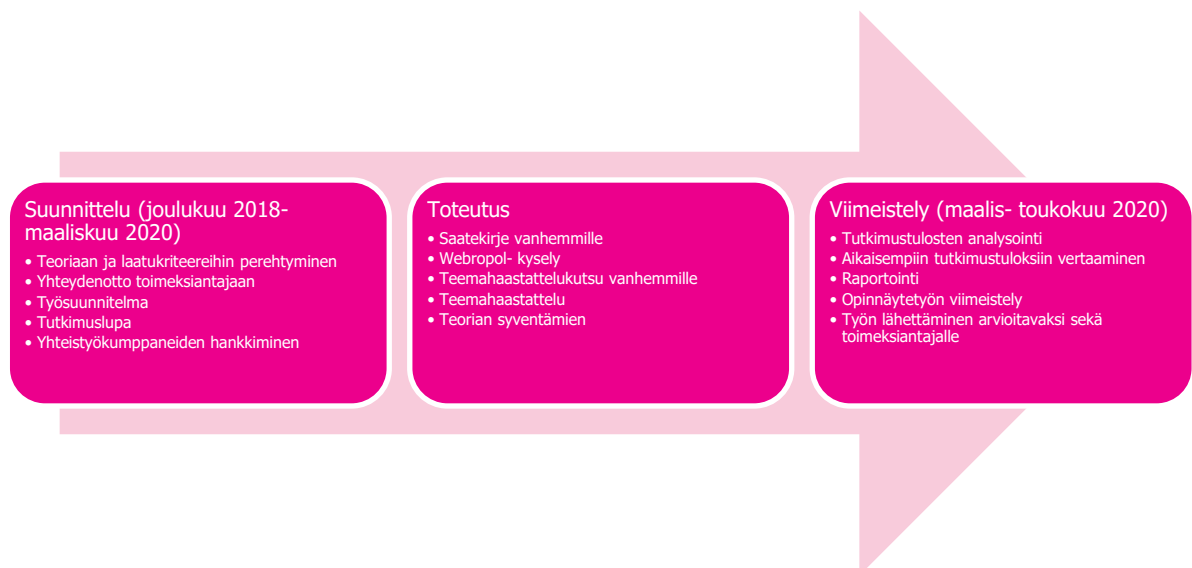 Suunnittelu (joulukuu 2018-
maaliskuu 2020)
• Teoriaan ja laatukriteereihin perehtyminen
• Yhteydenotto toimeksiantajaan
• Työsuunnitelma
• Tutkimuslupa
• Yhteistyökumppaneiden hankkiminen
Toteutus
• Saatekirje vanhemmille
• Webropol- kysely
• Teemahaastattelukutsu vanhemmille
• Teemahaastattelu
• Teorian syventämien
Viimeistely (maalis- toukokuu 2020)
• Tutkimustulosten analysointi
• Aikaisempiin tutkimustuloksiin vertaaminen
• Raportointi
• Opinnäytetyön viimeistely
• Työn lähettäminen arvioitavaksi sekä
toimeksiantajalle